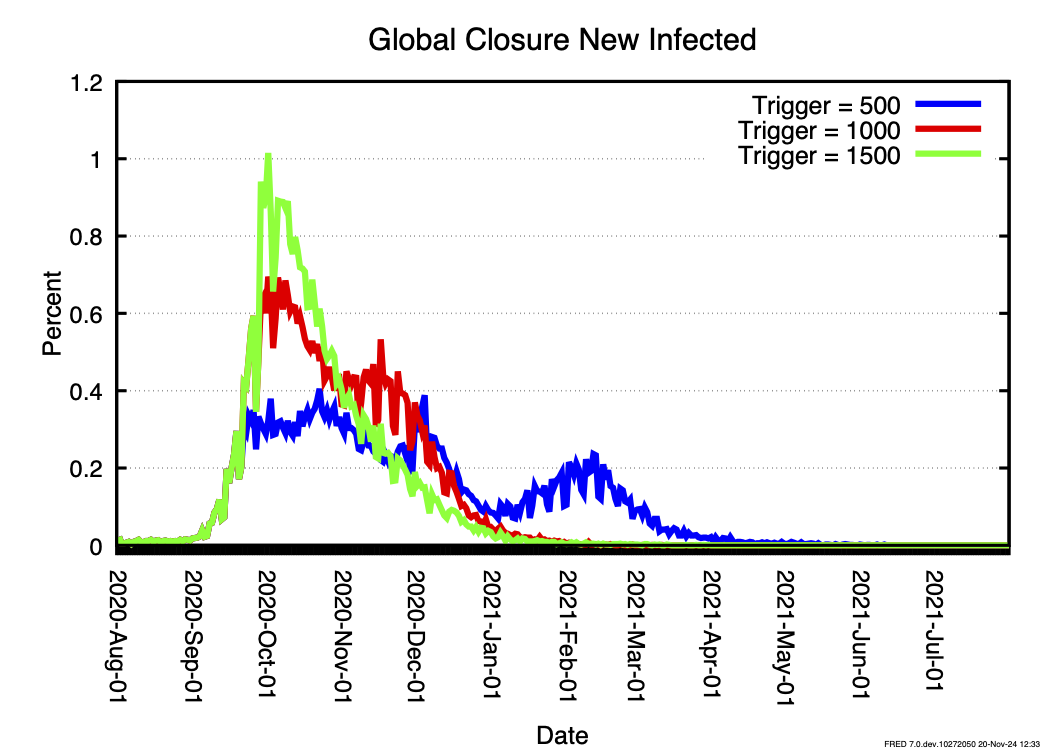 Global Closure New Infected
Trigger = 500
Trigger = 1000
Trigger = 1500
Percent
1.2
1
0.8
0.6
0.4
0.2
0
2020-Aug-01
2020-Sep-01
2020-Oct-01
2020-Nov-01
2020-Dec-01
2021-Jan-01
2021-Feb-01
2021-Mar-01
2021-Apr-01
2021-May-01
2021-Jun-01
2021-Jul-01
Date
FRED 7.0.dev.10272050 20-Nov-24 12:33